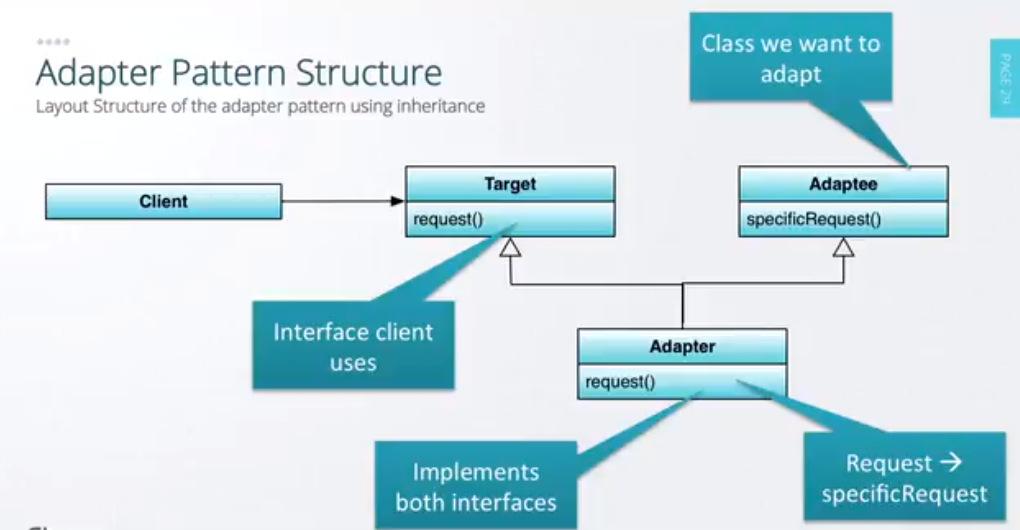 Adapter Pattern Structure
Layout Structure of the adapter pattern using inheritance
Class we want to
adapt
PAGE 29
Client
Target
request()
Adaptee
specificRequest()
Interface client
uses
Adapter
request()
Implements
both interfaces
Request →
specificRequest